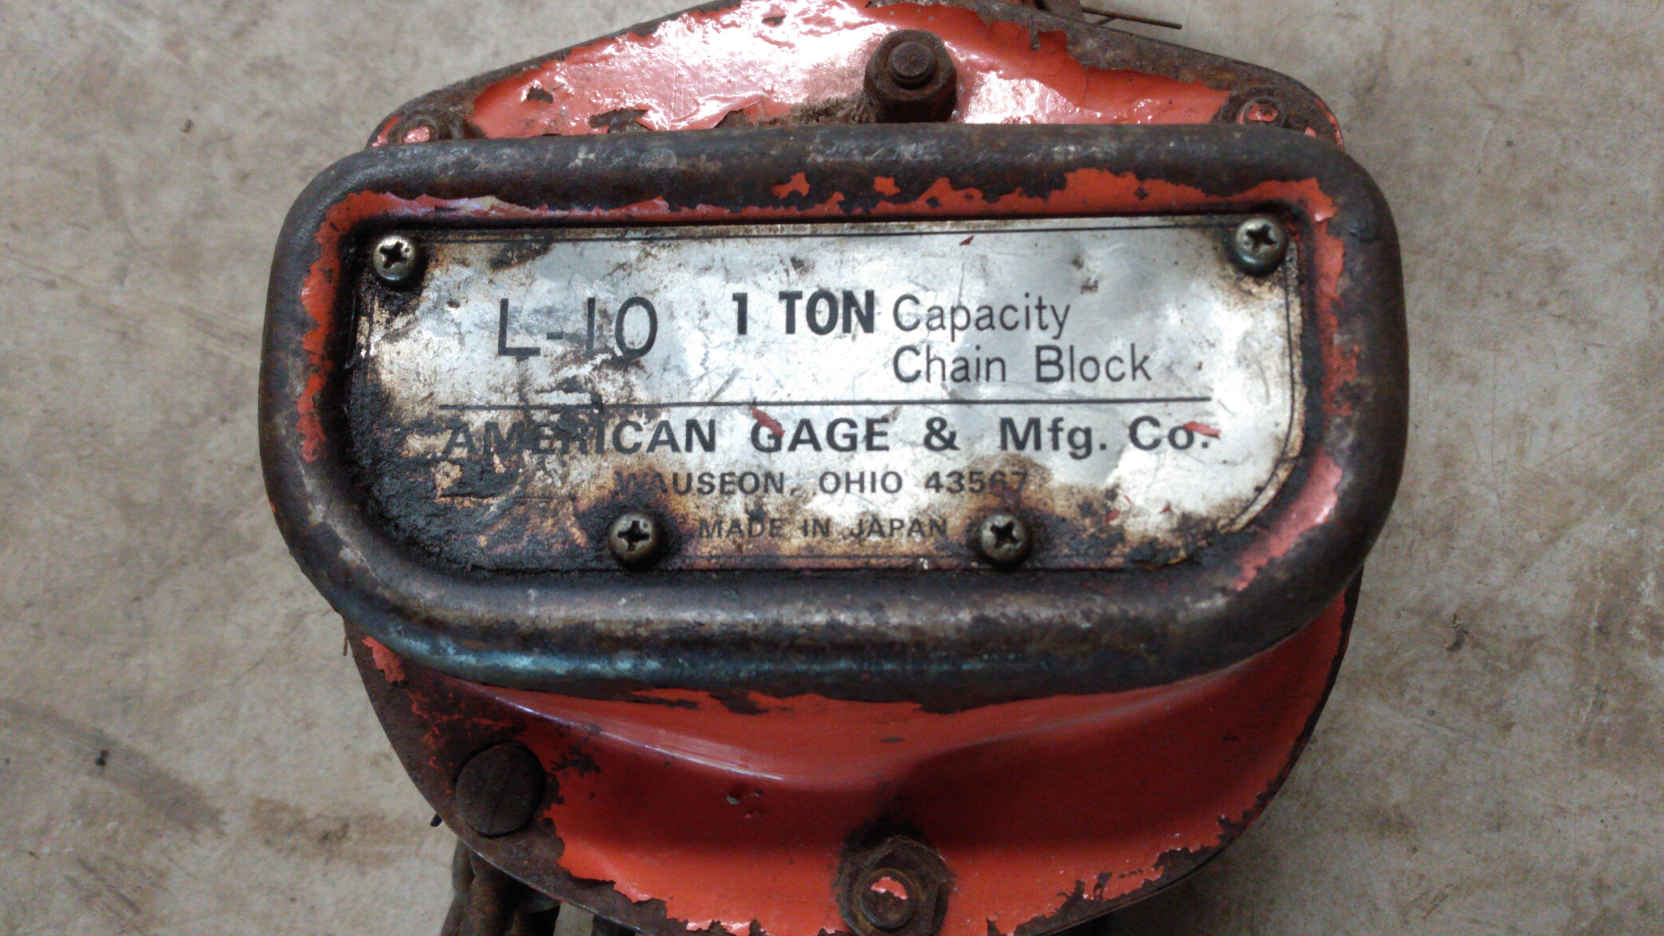 L-10 1 TON Capacity
Chain Block
AMERICAN GAGE & Mfg. Co.
WAUSEON, OHIO 43567
MADE IN JAPAN